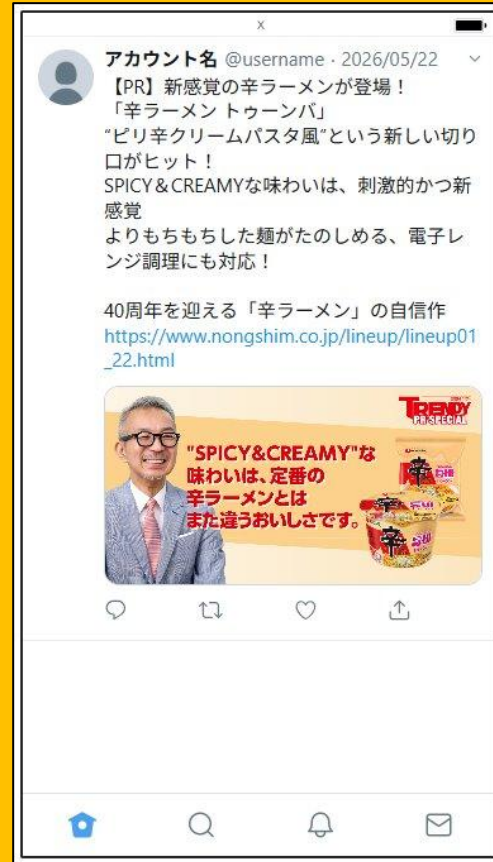 X
アカウント名 @username · 2026/05/22
【PR】新感覚の辛ラーメンが登場！
「辛ラーメン トゥーンバ」
“ピリ辛クリームパスタ風”という新しい切り
口がヒット！
SPICY＆CREAMYな味わいは、刺激的かつ新
感覚
よりもちもちした麺がたのしめる、電子レ
ンジ調理にも対応！
40周年を迎える「辛ラーメン」の自信作
https://www.nongshim.co.jp/lineup/lineup01
_22.html
TRENDY
PR SPECIAL
"SPICY&CREAMY"な
味わいは、定番の
辛ラーメンとは
また違うおいしさです。
辛
辛